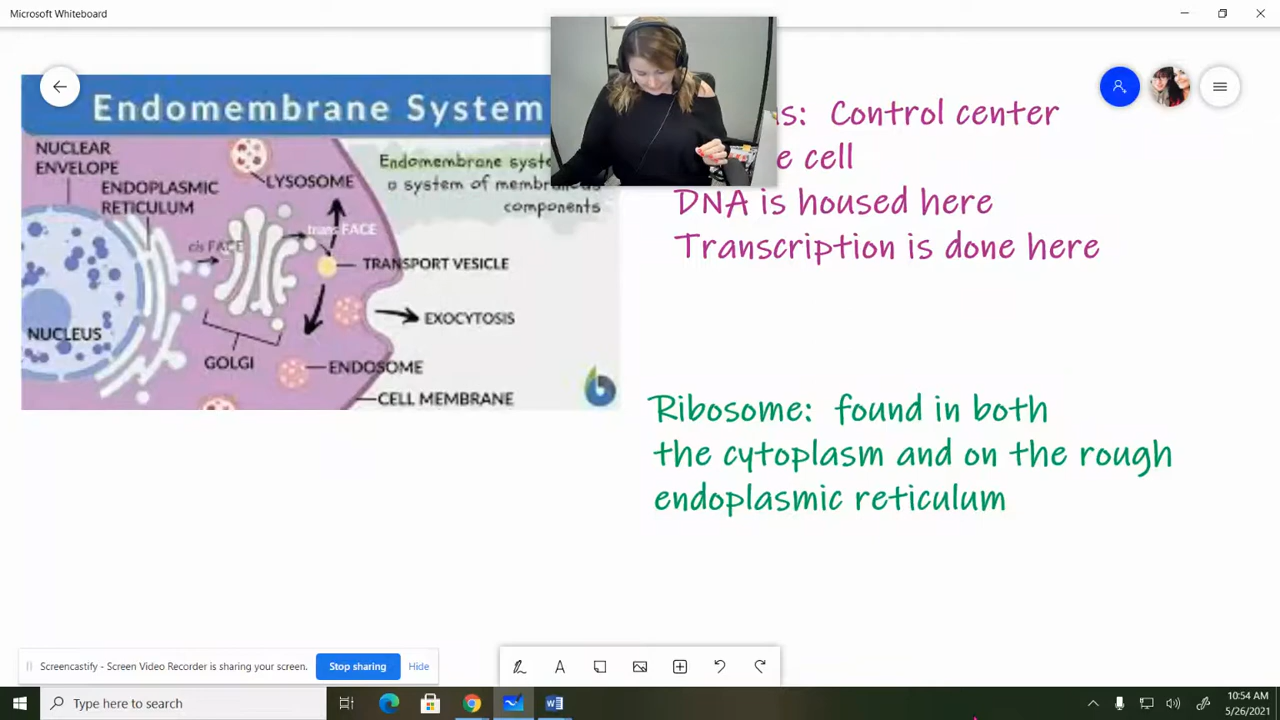 Microsoft Whiteboard
Endomembrane System
NUCLEAR
ENVELOPE
ENDOPLASMIC
RETICULUM
LYSOSOME
Endomembrane
a system of membranous
components
cis FACE
trans FACE
TRANSPORT VESICLE
EXOCYTOSIS
NUCLEUS
GOLGI
ENDOSOME
CELL MEMBRANE
Control center
cell
DNA is housed here
Transcription is done here
Ribosome: found in both
the cytoplasm and on the rough
endoplasmic reticulum
Screencastify - Screen Video Recorder is sharing your screen.
Stop sharing
Hide
Type here to search
10:54 AM
5/26/2021